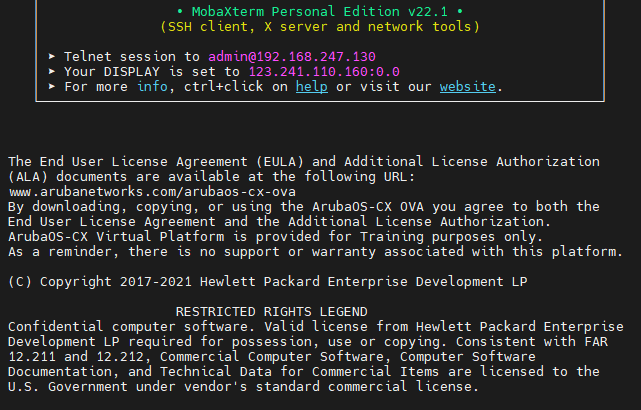 • MobaXterm Personal Edition v22.1 •
(SSH client, X server and network tools)
➤ Telnet session to admin@192.168.247.130
➤ Your DISPLAY is set to 123.241.110.160:0.0
➤ For more info, ctrl+click on help or visit our website.
The End User License Agreement (EULA) and Additional License Authorization
(ALA) documents are available at the following URL:
www.arubanetworks.com/arubaos-cx-ova
By downloading, copying, or using the ArubaOS-CX OVA you agree to both the
End User License Agreement and the Additional License Authorization.
ArubaOS-CX Virtual Platform is provided for Training purposes only.
As a reminder, there is no support or warranty associated with this platform.
(C) Copyright 2017-2021 Hewlett Packard Enterprise Development LP
RESTRICTED RIGHTS LEGEND
Confidential computer software. Valid license from Hewlett Packard Enterprise
Development LP required for possession, use or copying. Consistent with FAR
12.211 and 12.212, Commercial Computer Software, Computer Software
Documentation, and Technical Data for Commercial Items are licensed to the
U.S. Government under vendor's standard commercial license.